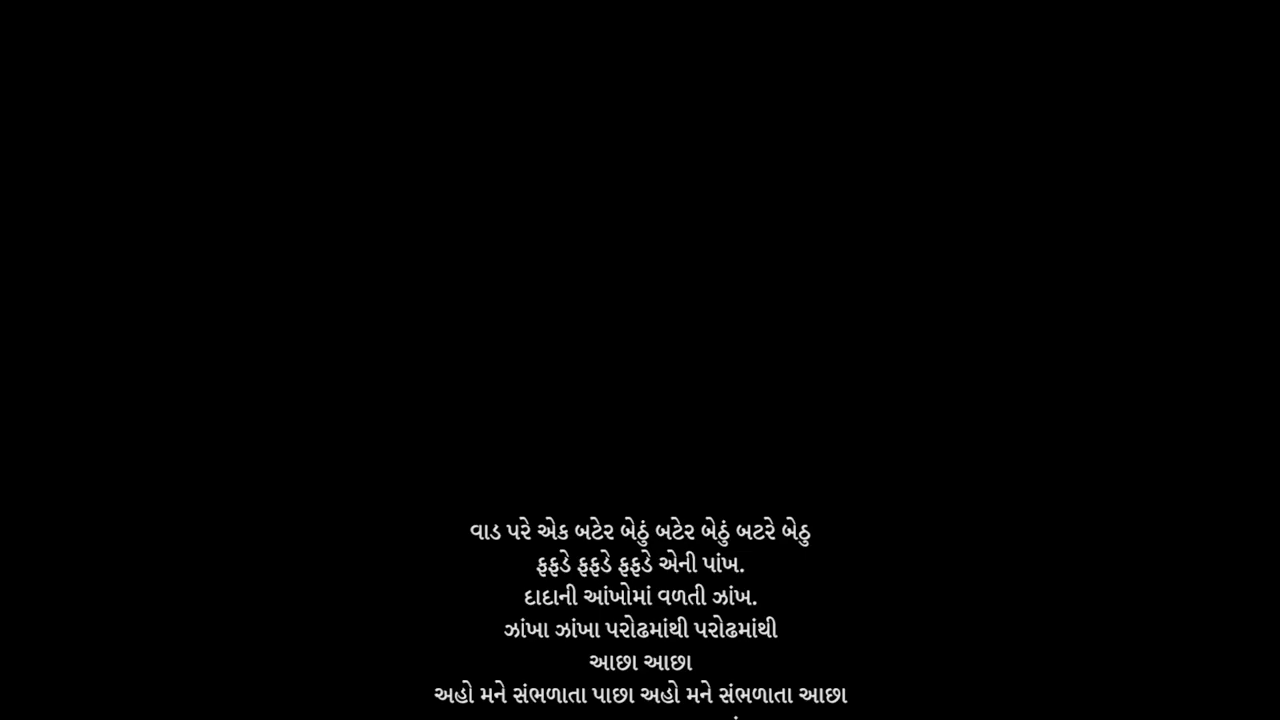 વાડ પરે એક બટેર બેઠું બટેર બેઠું બટરે બેઠુ
ફફડે ફફડે ફફડે એની પાંખ.
દાદાની આંખોમાં વળતી ઝાંખ.
ઝાંખા ઝાંખા પરોઢમાંથી પરોઢમાંથી
આછા આછા
અહો મને સંભળાતા પાછા અહો મને સંભળાતા આછા